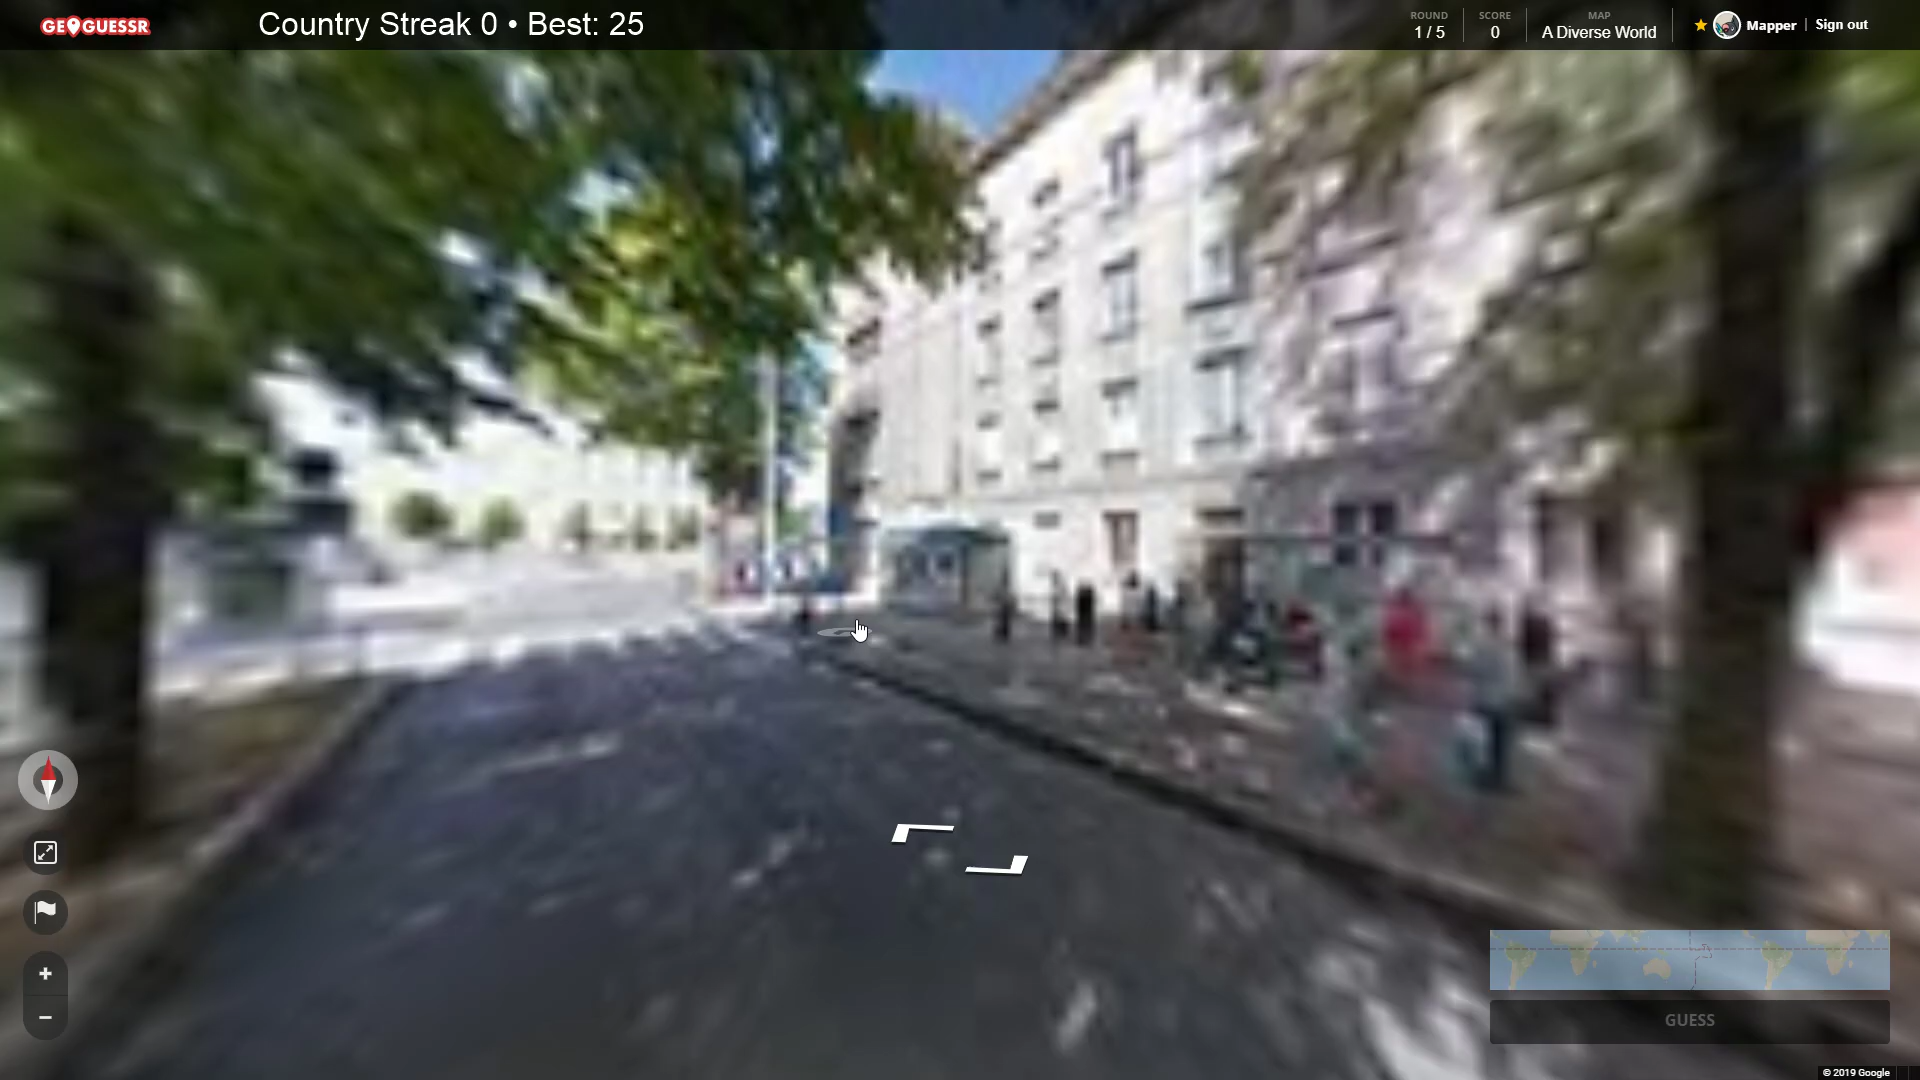 GEOGUESSR
Country Streak 0 • Best: 25
ROUND
1 / 5
SCORE
0
MAP
A Diverse World
Mapper
Sign out
+
−
GUESS
© 2019 Google